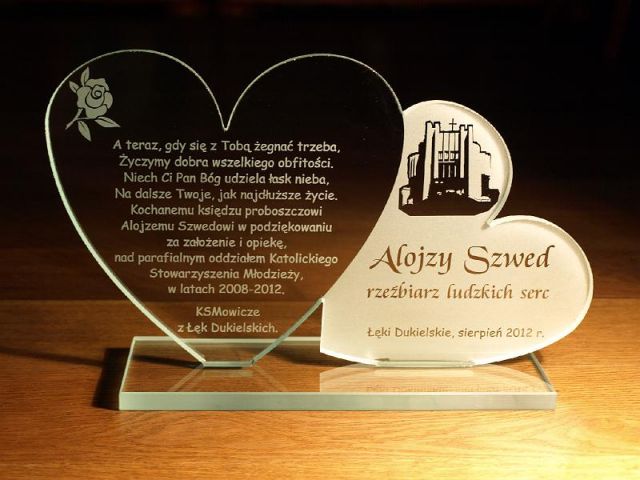 A teraz, gdy się z Tobą żegnać trzeba,
Życzymy dobra wszelkiego obfitości.
Niech Ci Pan Bóg udziela łask nieba,
Na dalsze Twoje, jak najdłuższe życie.
Kochanemu księdzu proboszczowi
Alojzemu Szwedowi w podziękowaniu
za założenie i opiekę,
nad parafialnym oddziałem Katolickiego
Stowarzyszenia Młodzieży,
w latach 2008-2012.
KSMowicze
z Łęk Dukielskich.
Alojzy Szwed
rzeźbiarz ludzkich serc
Łęki Dukielskie, sierpień 2012 r.